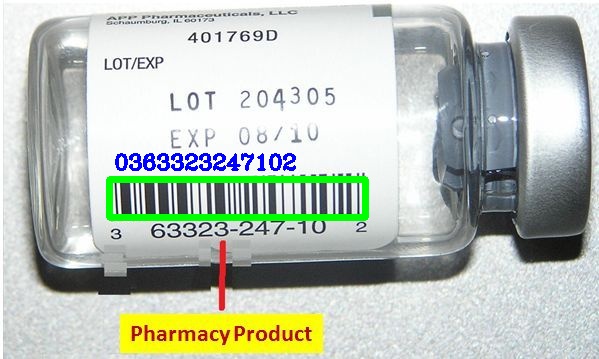 APP Pharmaceuticals, LLC
Schaumburg, IL 60173
401769D
LOT/EXP
LOT 204305
EXP 08/10
0363323247102
3 63323-247-10 2
Pharmacy Product